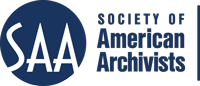 SAA
SOCIETY OF
American
Archivists